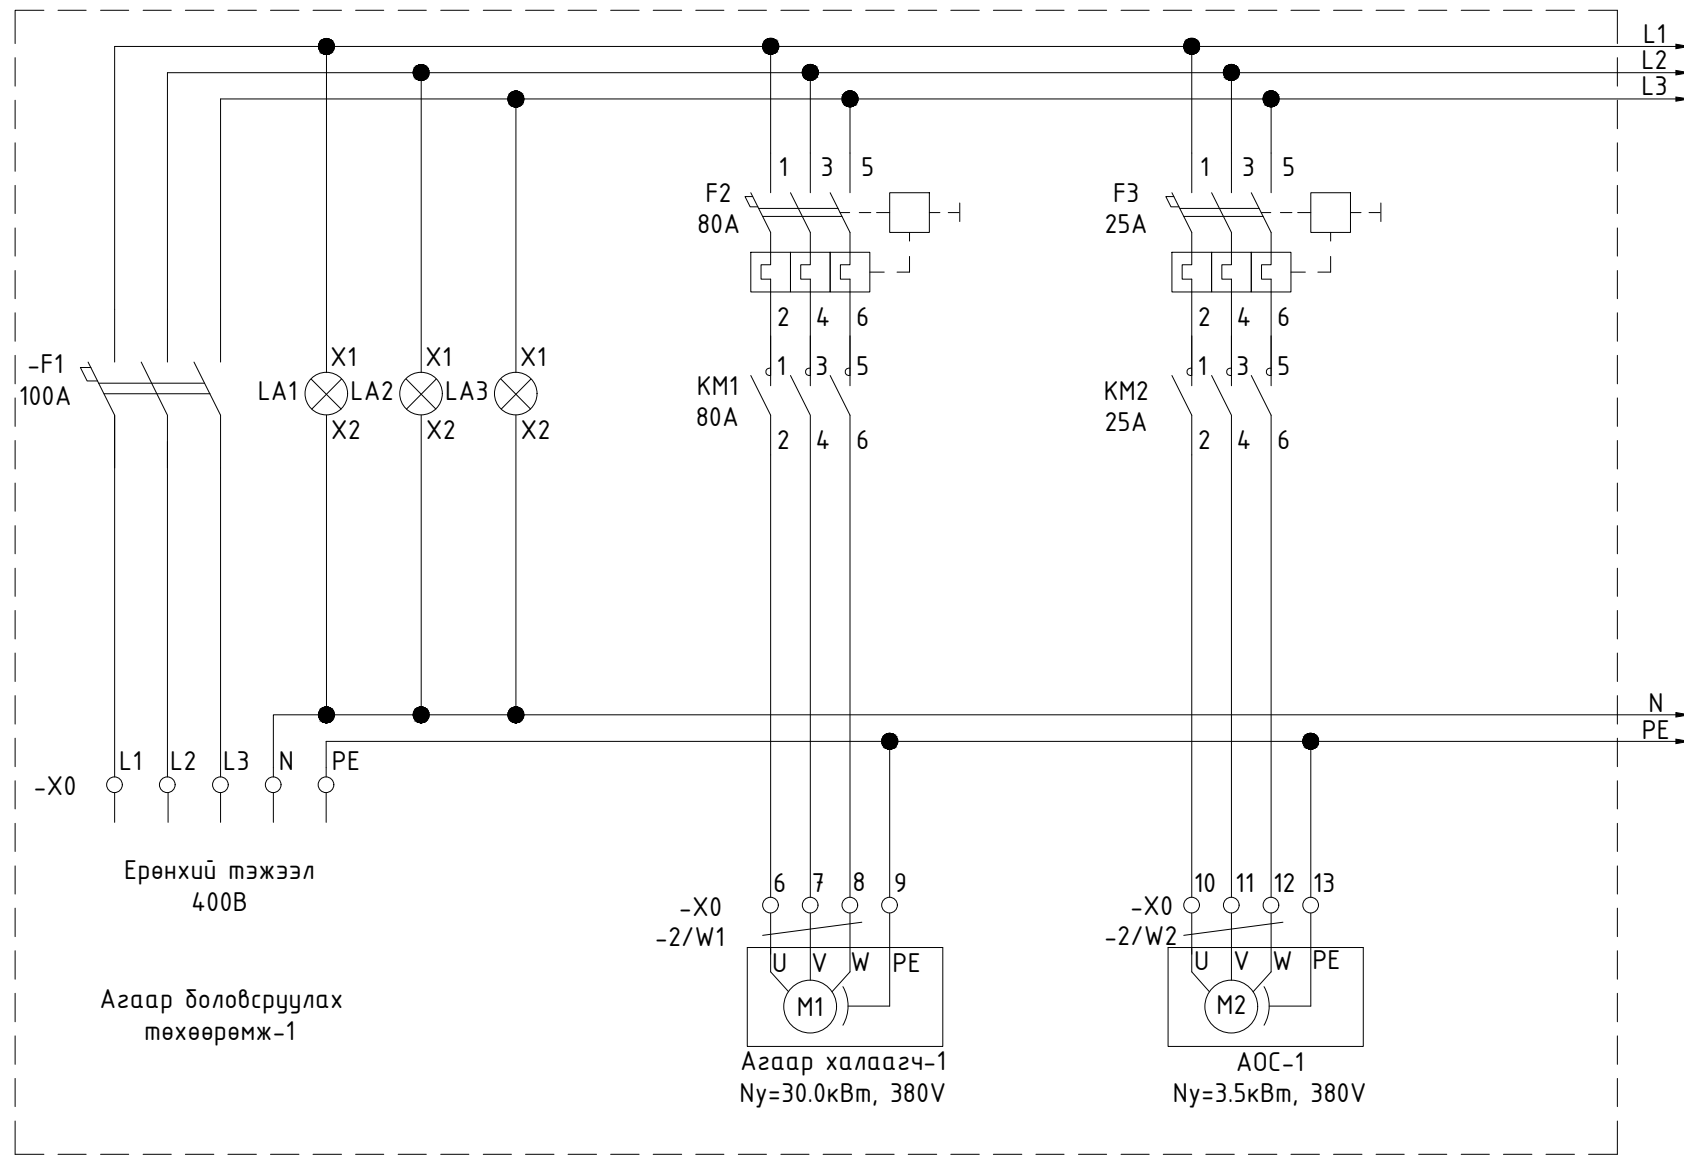 L1
L2
L3
1 3 5
F2
80A
2 4 6
1 3 5
KM1
80A
2 4 6
1 3 5
F3
25A
2 4 6
1 3 5
KM2
25A
2 4 6
-F1
100A
X1 X1 X1
LA1 LA2 LA3
X2 X2 X2
N
PE
L1 L2 L3 N PE
-X0
Ерөнхий тэжээл
400В
Агаар боловсруулах
төхөөрөмж-1
6 7 8 9
-X0
-2/W1
U V W PE
M1
Агаар халаагч-1
Ny=30.0кВт, 380V
10 11 12 13
-X0
-2/W2
U V W PE
M2
АОС-1
Ny=3.5кВт, 380V